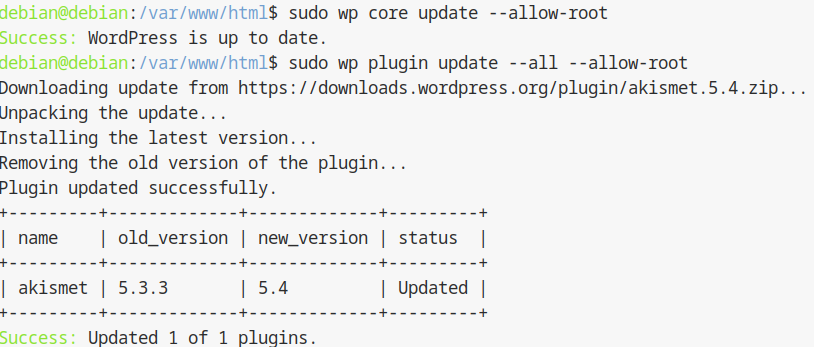 debian@debian:/var/www/html$ sudo wp core update --allow-root
Success: WordPress is up to date.
debian@debian:/var/www/html$ sudo wp plugin update --all --allow-root
Downloading update from https://downloads.wordpress.org/plugin/akismet.5.4.zip...
Unpacking the update...
Installing the latest version...
Removing the old version of the plugin...
Plugin updated successfully.
+---------+-------------+-------------+---------+
| name    | old_version | new_version | status  |
+---------+-------------+-------------+---------+
| akismet | 5.3.3       | 5.4         | Updated |
+---------+-------------+-------------+---------+
Success: Updated 1 of 1 plugins.